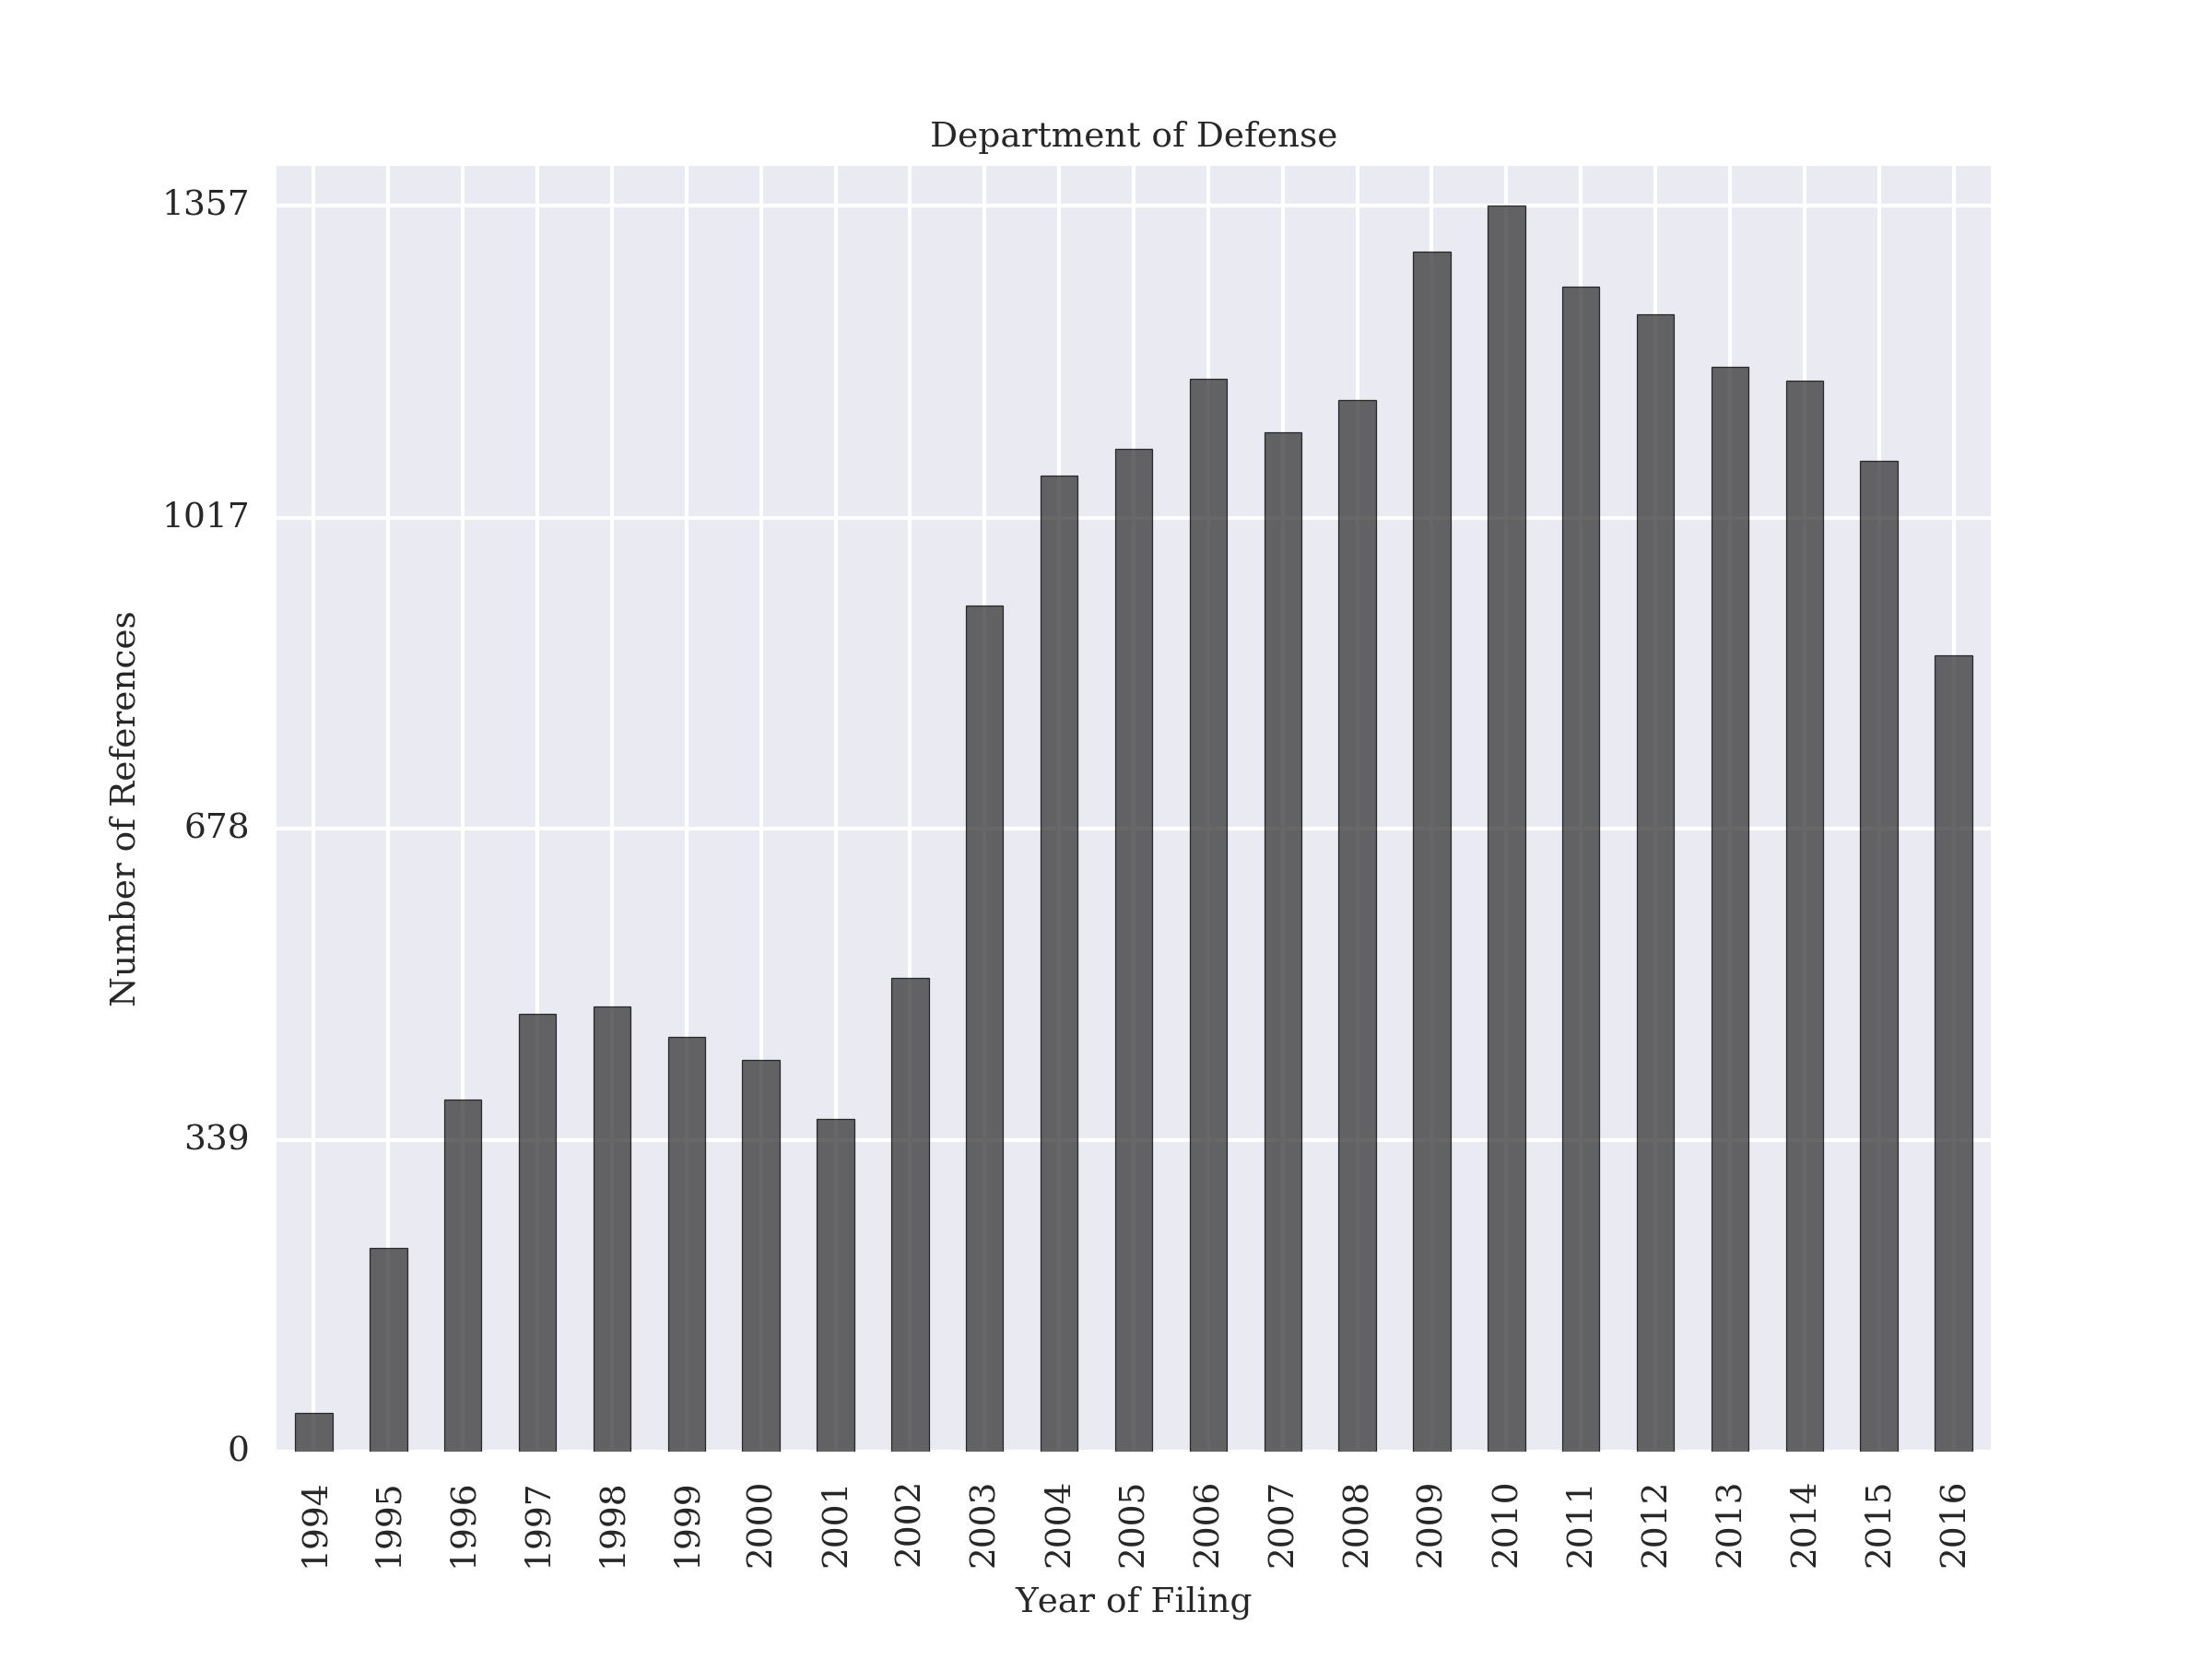 Department of Defense
1357
1017
678
339
0
Number of References
1994 1995 1996 1997 1998 1999 2000 2001 2002 2003 2004 2005 2006 2007 2008 2009 2010 2011 2012 2013 2014 2015 2016
Year of Filing